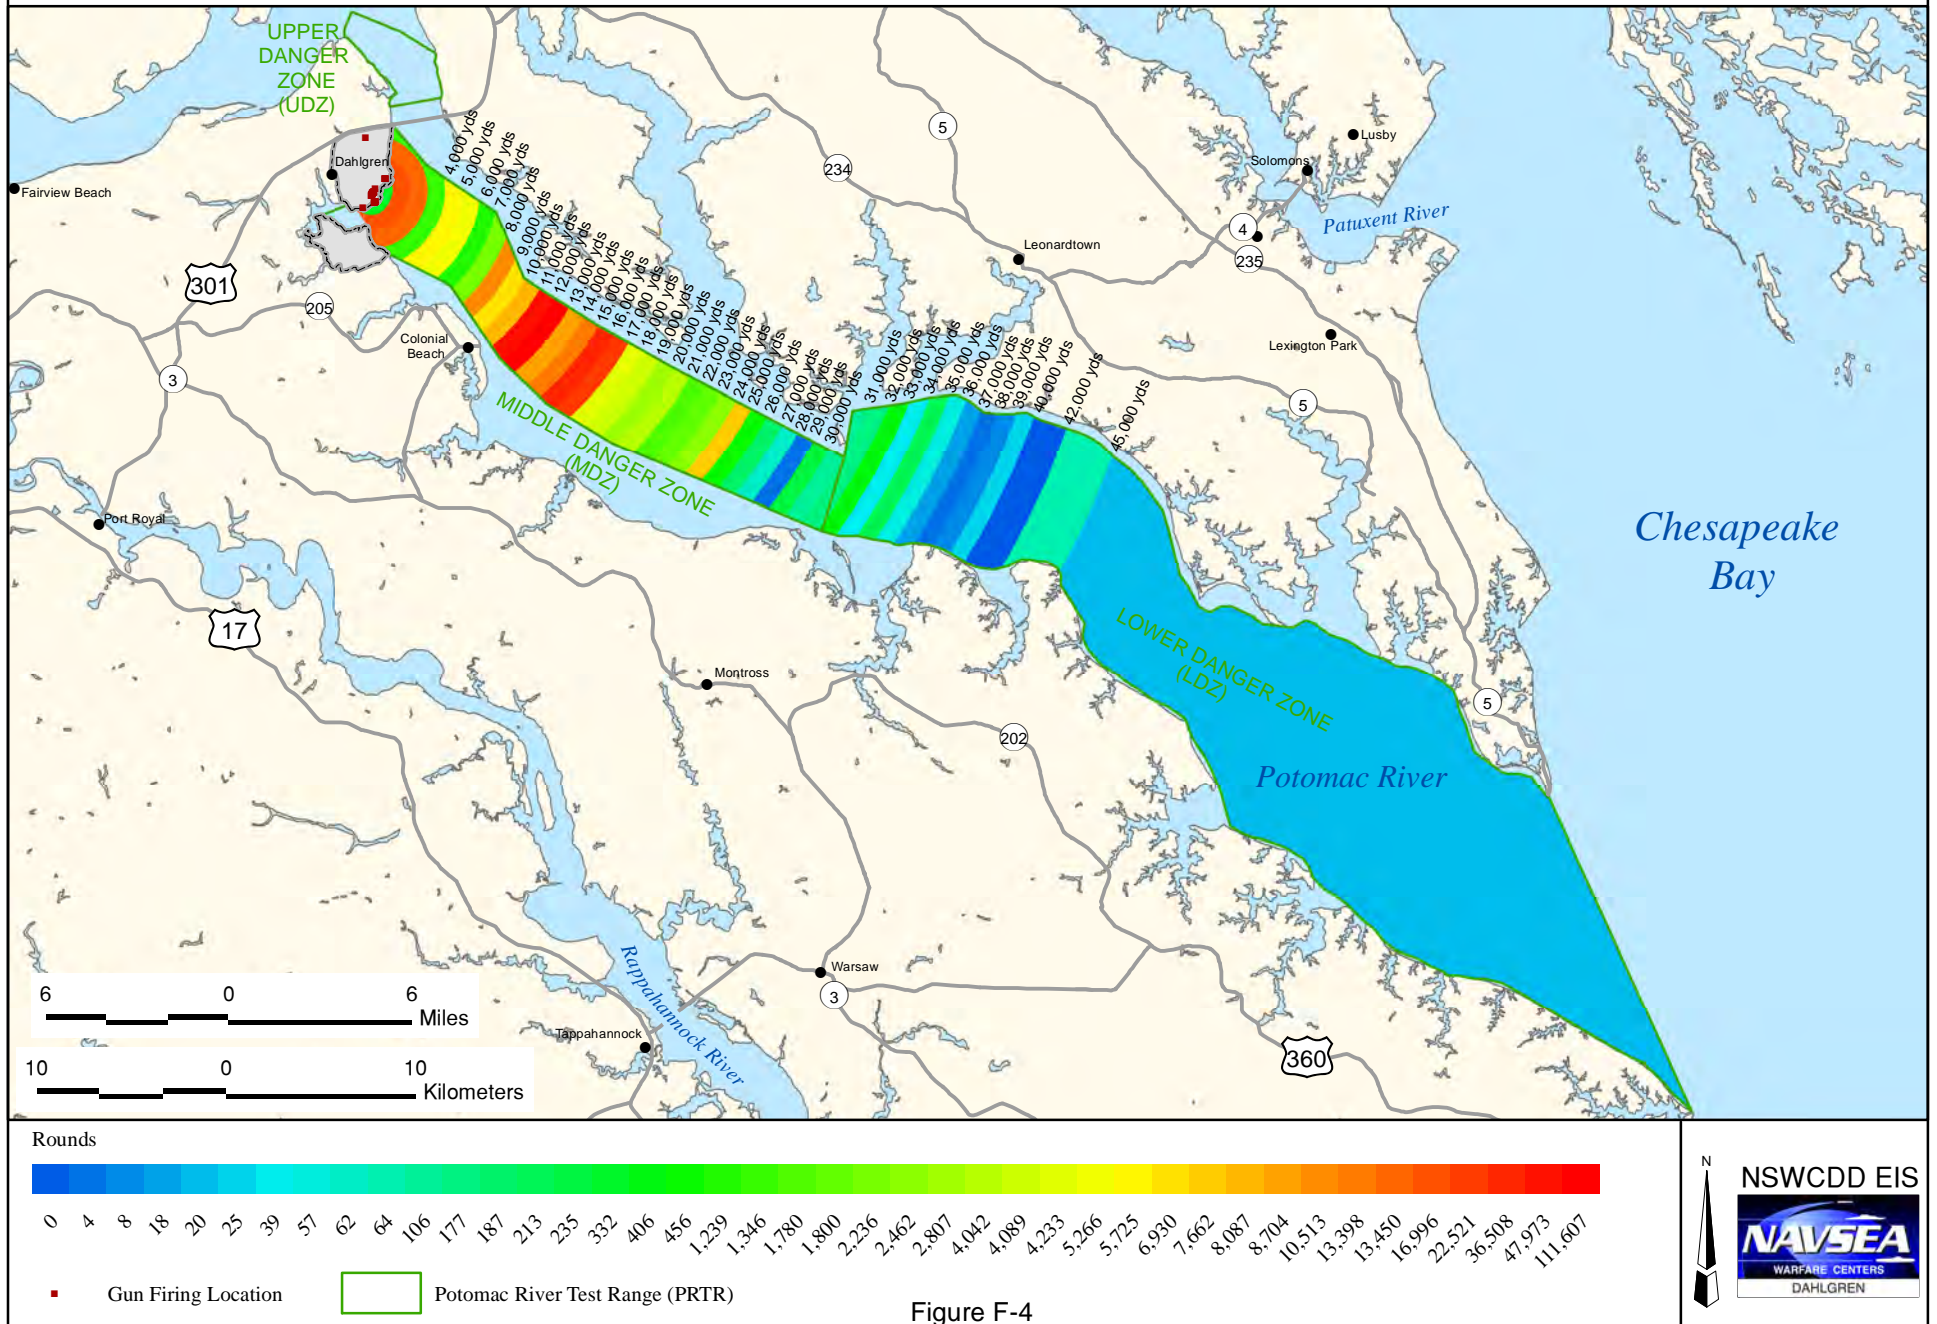 UPPER
DANGER
ZONE
(UDZ)
Dahlgren
Fairview Beach
301
205
3
Colonial
Beach
Port Royal
17
4,000 yds
5,000 yds
6,000 yds
7,000 yds
8,000 yds
9,000 yds
10,000 yds
11,000 yds
12,000 yds
13,000 yds
14,000 yds
15,000 yds
16,000 yds
17,000 yds
18,000 yds
19,000 yds
20,000 yds
21,000 yds
22,000 yds
23,000 yds
24,000 yds
25,000 yds
26,000 yds
27,000 yds
28,000 yds
29,000 yds
30,000 yds
31,000 yds
32,000 yds
33,000 yds
34,000 yds
35,000 yds
36,000 yds
37,000 yds
38,000 yds
39,000 yds
40,000 yds
42,000 yds
45,000 yds
234
5
Leonardtown
Lusby
Solomons
Patuxent River
4
235
Lexington Park
5
MIDDLE DANGER ZONE
(MDZ)
Chesapeake
Bay
LOWER DANGER ZONE
(LDZ)
Potomac River
5
Montross
202
Warsaw
3
Rappahannock River
Tappahannock
360
6 0 6
Miles
10 0 10
Kilometers
Rounds
0 4 8 18 20 25 39 57 62 64 106 177 187 213 235 332 406 456 1,239 1,346 1,780 1,800 2,236 2,462 2,807 4,042 4,089 4,233 5,266 5,725 6,930 7,662 8,087 8,704 10,513 13,398 13,450 16,996 22,521 36,508 47,973 111,607
Gun Firing Location
Potomac River Test Range (PRTR)
Figure F-4
N
NSWCDD EIS
NAVSEA
WARFARE CENTERS
DAHLGREN